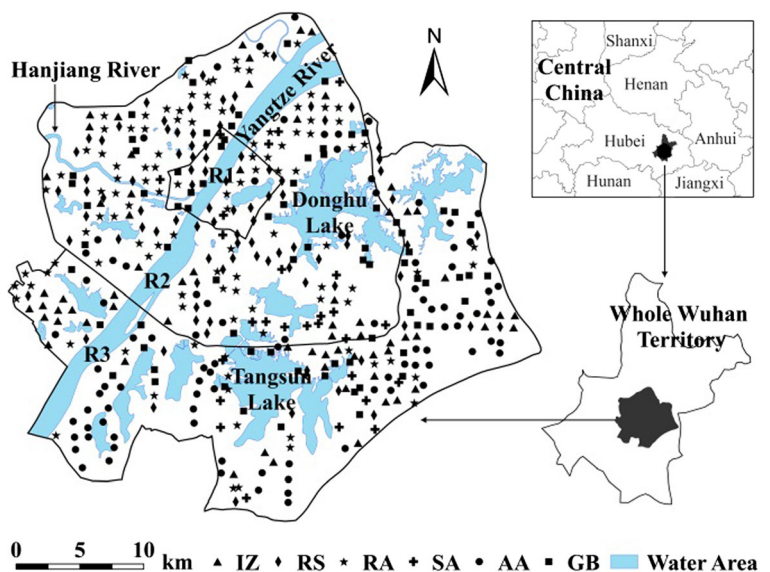 N
Hanjiang River
Yangtze River
R1
Donghu
Lake
R2
R3
Tangsun
Lake
Shanxi
Central
China
Henan
Hubei
Anhui
Hunan
Jiangxi
Whole Wuhan
Territory
0 5 10 km IZ RS RA SA AA GB Water Area